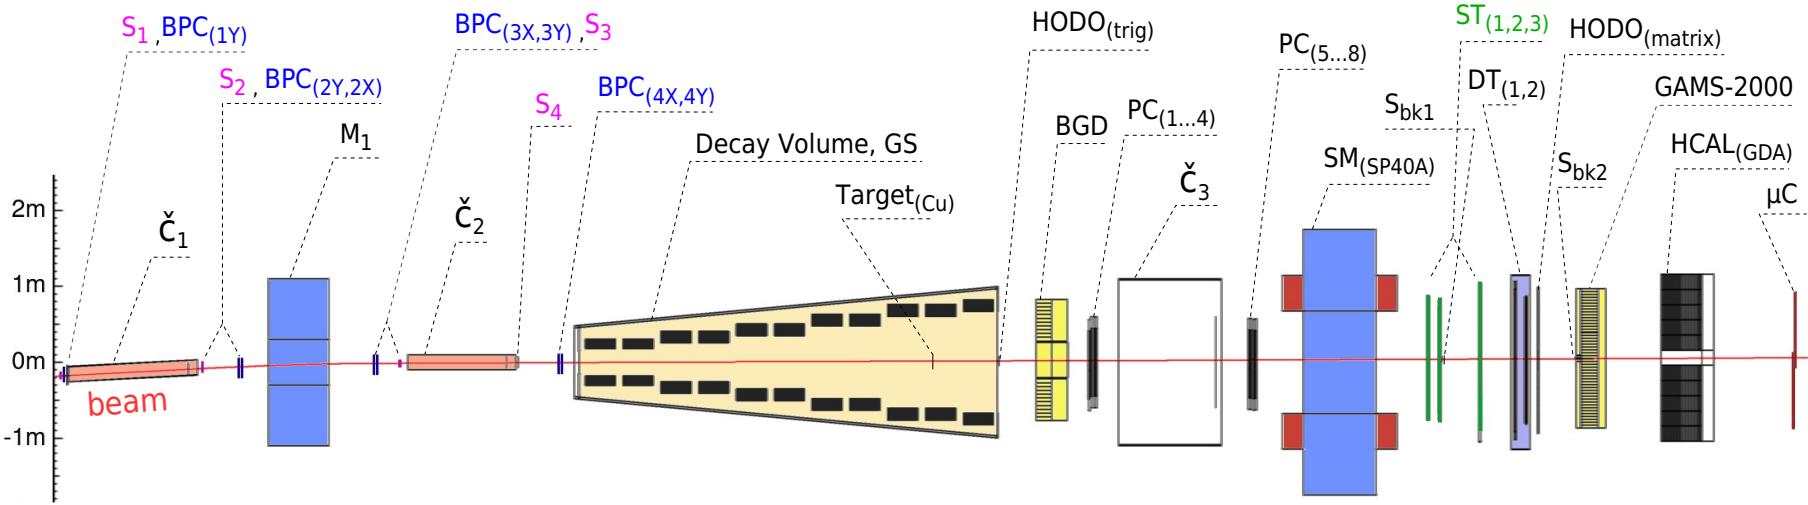 S1 ,BPC(1Y)
S2 , BPC(2Y,2X)
M1
Č1
BPC(3X,3Y) ,S3
S4
BPC(4X,4Y)
Č2
Decay Volume, GS
Target(Cu)
HODO(trig)
BGD
PC(1...4)
Č3
PC(5...8)
SM(SP40A)
ST(1,2,3)
Sbk1
DT(1,2)
HODO(matrix)
Sbk2
GAMS-2000
HCAL(GDA)
μC
2m
1m
0m
-1m
beam